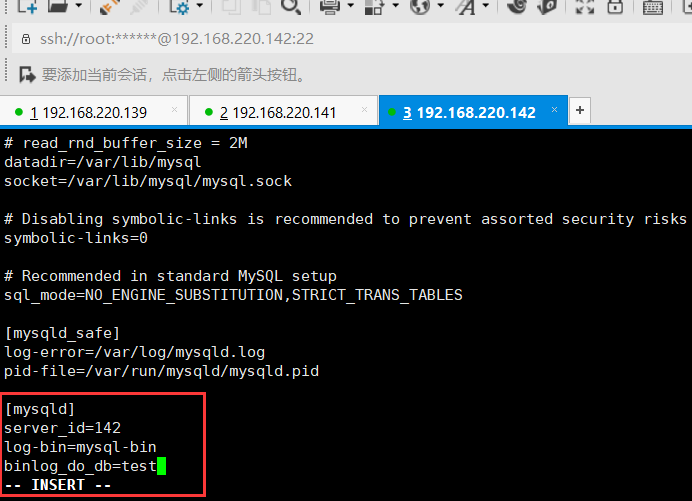 ssh://root:******@192.168.220.142:22
要添加当前会话，点击左侧的箭头按钮。
1 192.168.220.139 × 2 192.168.220.141 × 3 192.168.220.142 × +
# read_rnd_buffer_size = 2M
datadir=/var/lib/mysql
socket=/var/lib/mysql/mysql.sock
# Disabling symbolic-links is recommended to prevent assorted security risks
symbolic-links=0
# Recommended in standard MySQL setup
sql_mode=NO_ENGINE_SUBSTITUTION,STRICT_TRANS_TABLES
[mysqld_safe]
log-error=/var/log/mysqld.log
pid-file=/var/run/mysqld/mysqld.pid
[mysqld]
server_id=142
log-bin=mysql-bin
binlog_do_db=test
-- INSERT --